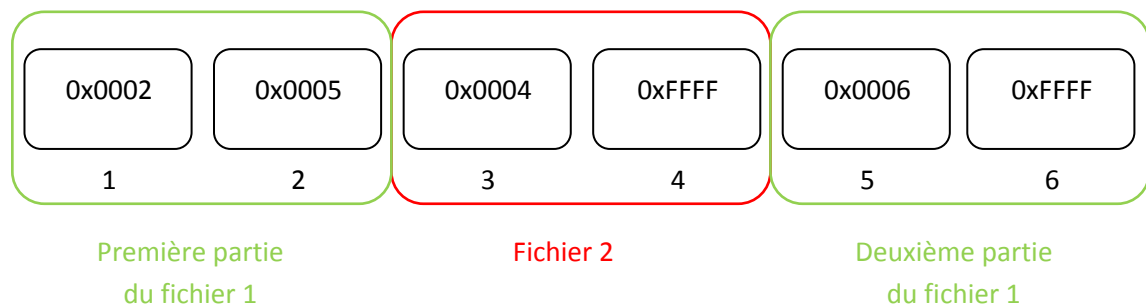 0x0002 0x0005 0x0004 0xFFFF 0x0006 0xFFFF
1 2 3 4 5 6
Première partie Fichier 2 Deuxième partie
du fichier 1 du fichier 1